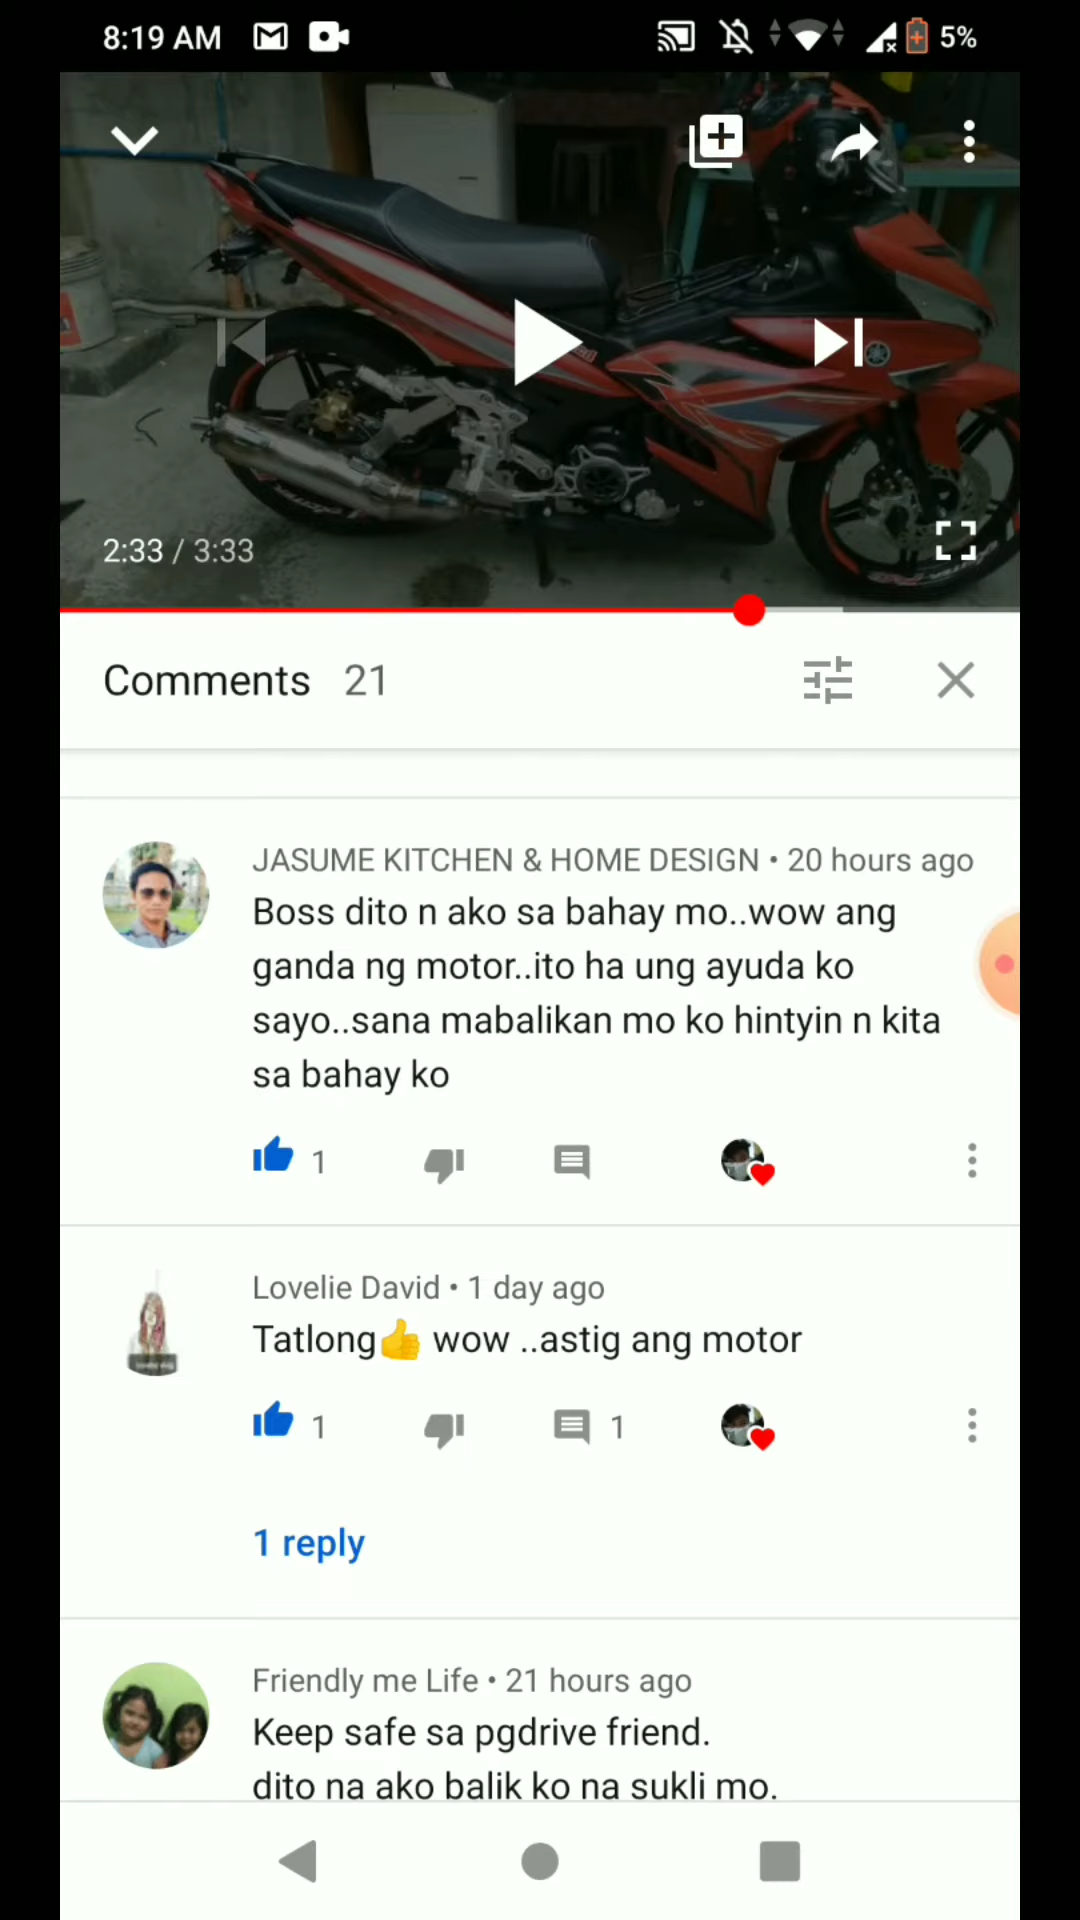 8:19 AM
5%
2:33 / 3:33
Comments 21
JASUME KITCHEN & HOME DESIGN • 20 hours ago
Boss dito n ako sa bahay mo..wow ang
ganda ng motor..ito ha ung ayuda ko
sayo..sana mabalikan mo ko hintyin n kita
sa bahay ko
1
Lovelie David • 1 day ago
Tatlong👍 wow ..astig ang motor
1 1
1 reply
Friendly me Life • 21 hours ago
Keep safe sa pgdrive friend.
dito na ako balik ko na sukli mo.